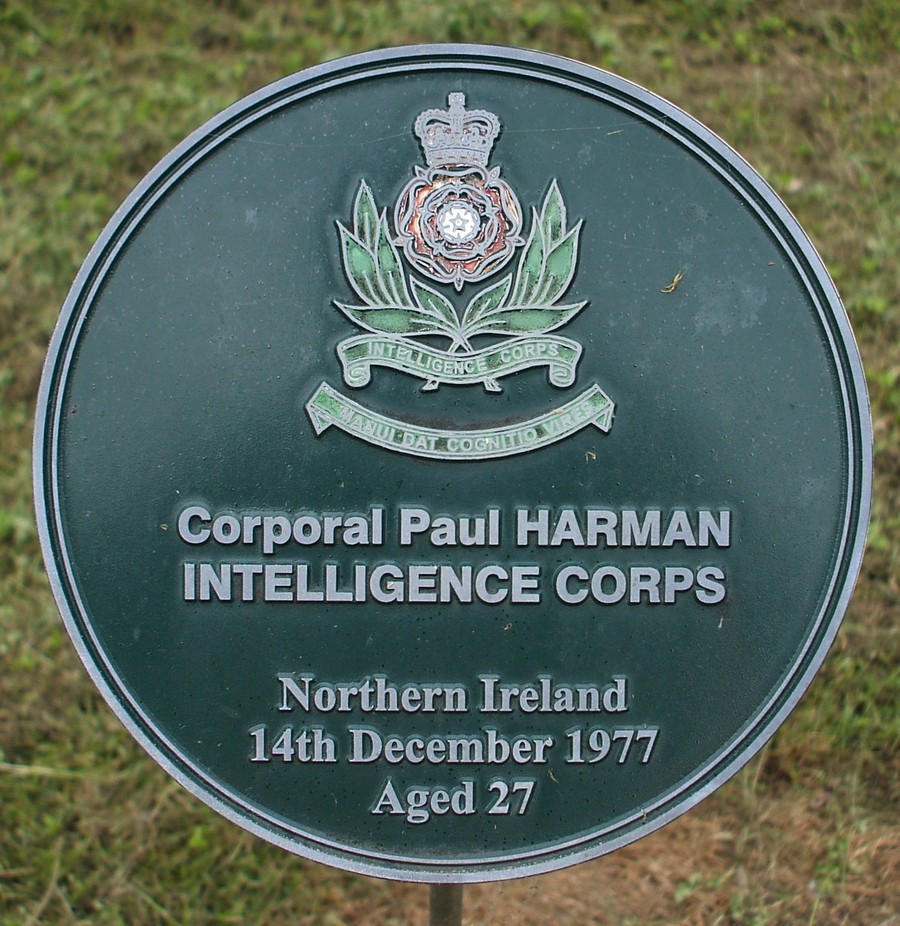 INTELLIGENCE CORPS
MANUI DAT COGNITIO VIRES
Corporal Paul HARMAN
INTELLIGENCE CORPS
Northern Ireland
14th December 1977
Aged 27